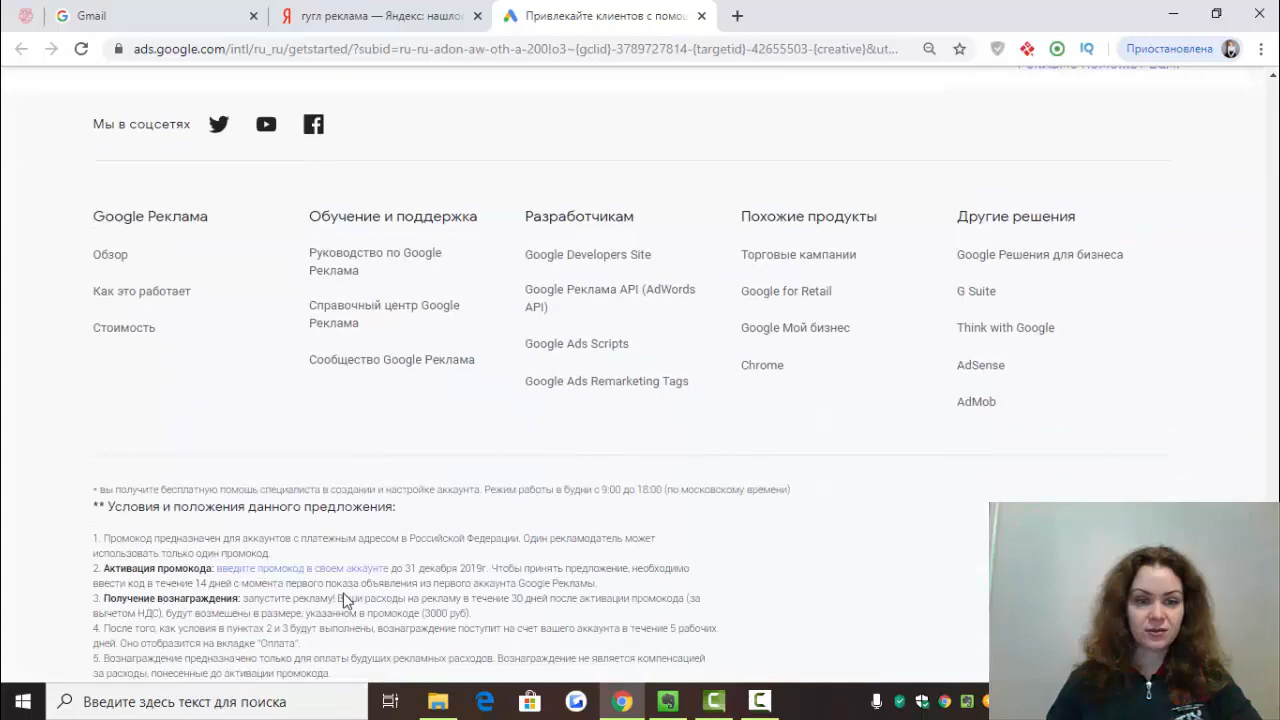 Gmail
гугл реклама — Яндекс: нашлос
Привлекайте клиентов с помо
ads.google.com/intl/ru_ru/getstarted/?subid=ru-ru-adon-aw-oth-a-200lo3~{gclid}-3789727814-{targetid}-42655503-{creative}&ut...
Приостановлена
Мы в соцсетях
Google Реклама
Обзор
Как это работает
Стоимость
Обучение и поддержка
Руководство по Google
Реклама
Справочный центр Google
Реклама
Сообщество Google Реклама
Разработчикам
Google Developers Site
Google Реклама API (AdWords
API)
Google Ads Scripts
Google Ads Remarketing Tags
Похожие продукты
Торговые кампании
Google for Retail
Google Мой бизнес
Chrome
Другие решения
Google Решения для бизнеса
G Suite
Think with Google
AdSense
AdMob
* вы получите бесплатную помощь специалиста в создании и настройке аккаунта. Режим работы в будни с 9:00 до 18:00 (по московскому времени)
** Условия и положения данного предложения:
1. Промокод предназначен для аккаунтов с платежным адресом в Российской Федерации. Один рекламодатель может
использовать только один промокод.
2. Активация промокода: введите промокод в своем аккаунте до 31 декабря 2019г. Чтобы принять предложение, необходимо
ввести код в течение 14 дней с момента первого показа объявления из первого аккаунта Google Рекламы.
3. Получение вознаграждения: запустите рекламу! Ваши расходы на рекламу в течение 30 дней после активации промокода (за
вычетом НДС), будут возмешены в размере, указанном в промокоде (3000 руб).
4. После того, как условия в пунктах 2 и 3 будут выполнены, вознаграждение поступит на счет вашего аккаунта в течение 5 рабочих
дней. Оно отобразится на вкладке "Оплата".
5. Вознаграждение предназначено только для оплаты будущих рекламных расходов. Вознаграждение не является компенсацией
за расходы, понесенные до активации промокода.
Введите здесь текст для поиска